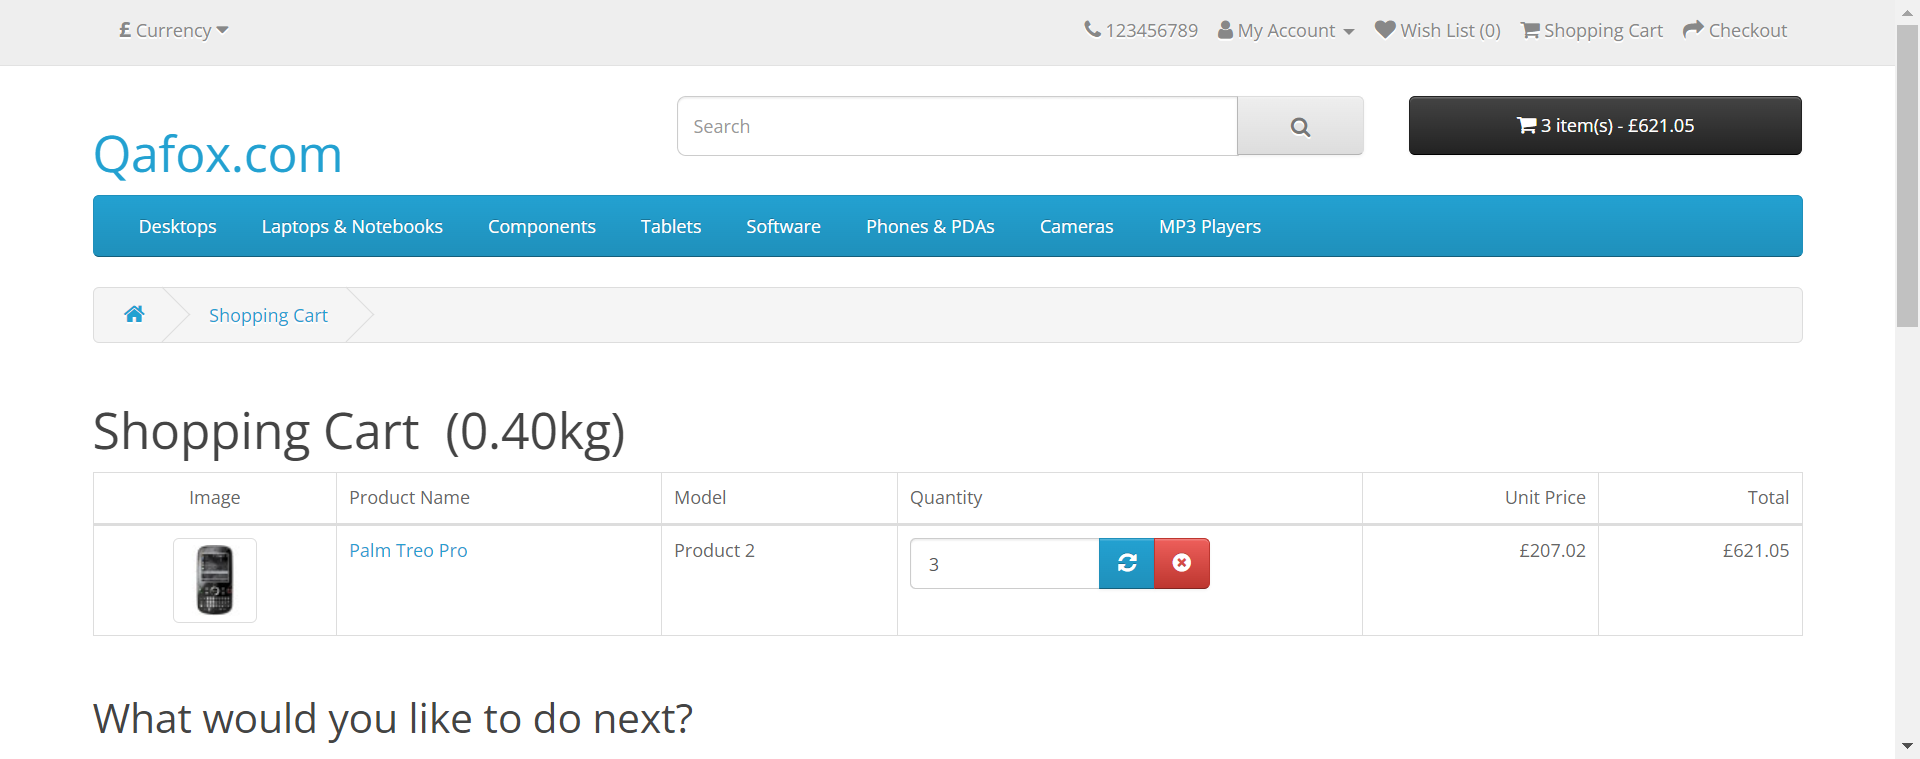 £ Currency
123456789 My Account Wish List (0) Shopping Cart Checkout
Qafox.com
Search
3 item(s) - £621.05
Desktops Laptops & Notebooks Components Tablets Software Phones & PDAs Cameras MP3 Players
Shopping Cart
Shopping Cart (0.40kg)
Image Product Name Model Quantity Unit Price Total
Palm Treo Pro Product 2 3 £207.02 £621.05
What would you like to do next?